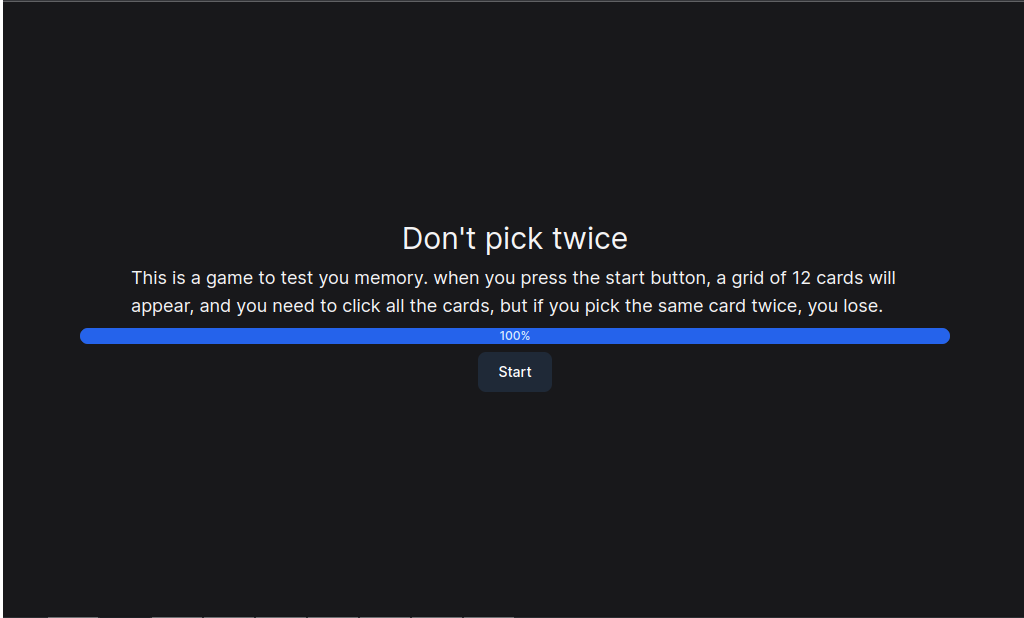 Don't pick twice
This is a game to test you memory. when you press the start button, a grid of 12 cards will
appear, and you need to click all the cards, but if you pick the same card twice, you lose.
100%
Start